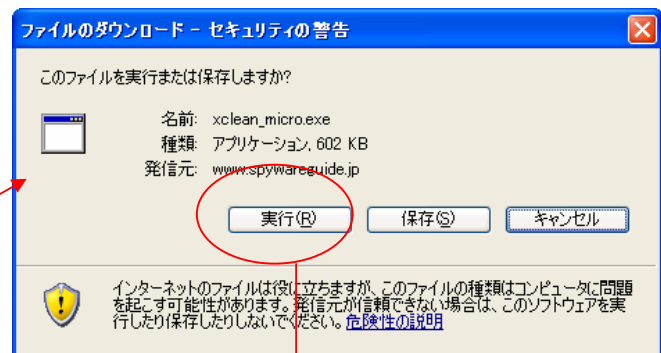 ファイルのダウンロード - セキュリティの警告
このファイルを実行または保存しますか?
名前: xclean_micro.exe
種類: アプリケーション, 602 KB
発信元: www.spywareguide.jp
実行(R) 保存(S) キャンセル
インターネットのファイルは役に立ちますが、このファイルの種類はコンピュータに問題
を起こす可能性があります。発信元が信頼できない場合は、このソフトウェアを実
行したり保存したりしないでください。危険性の説明